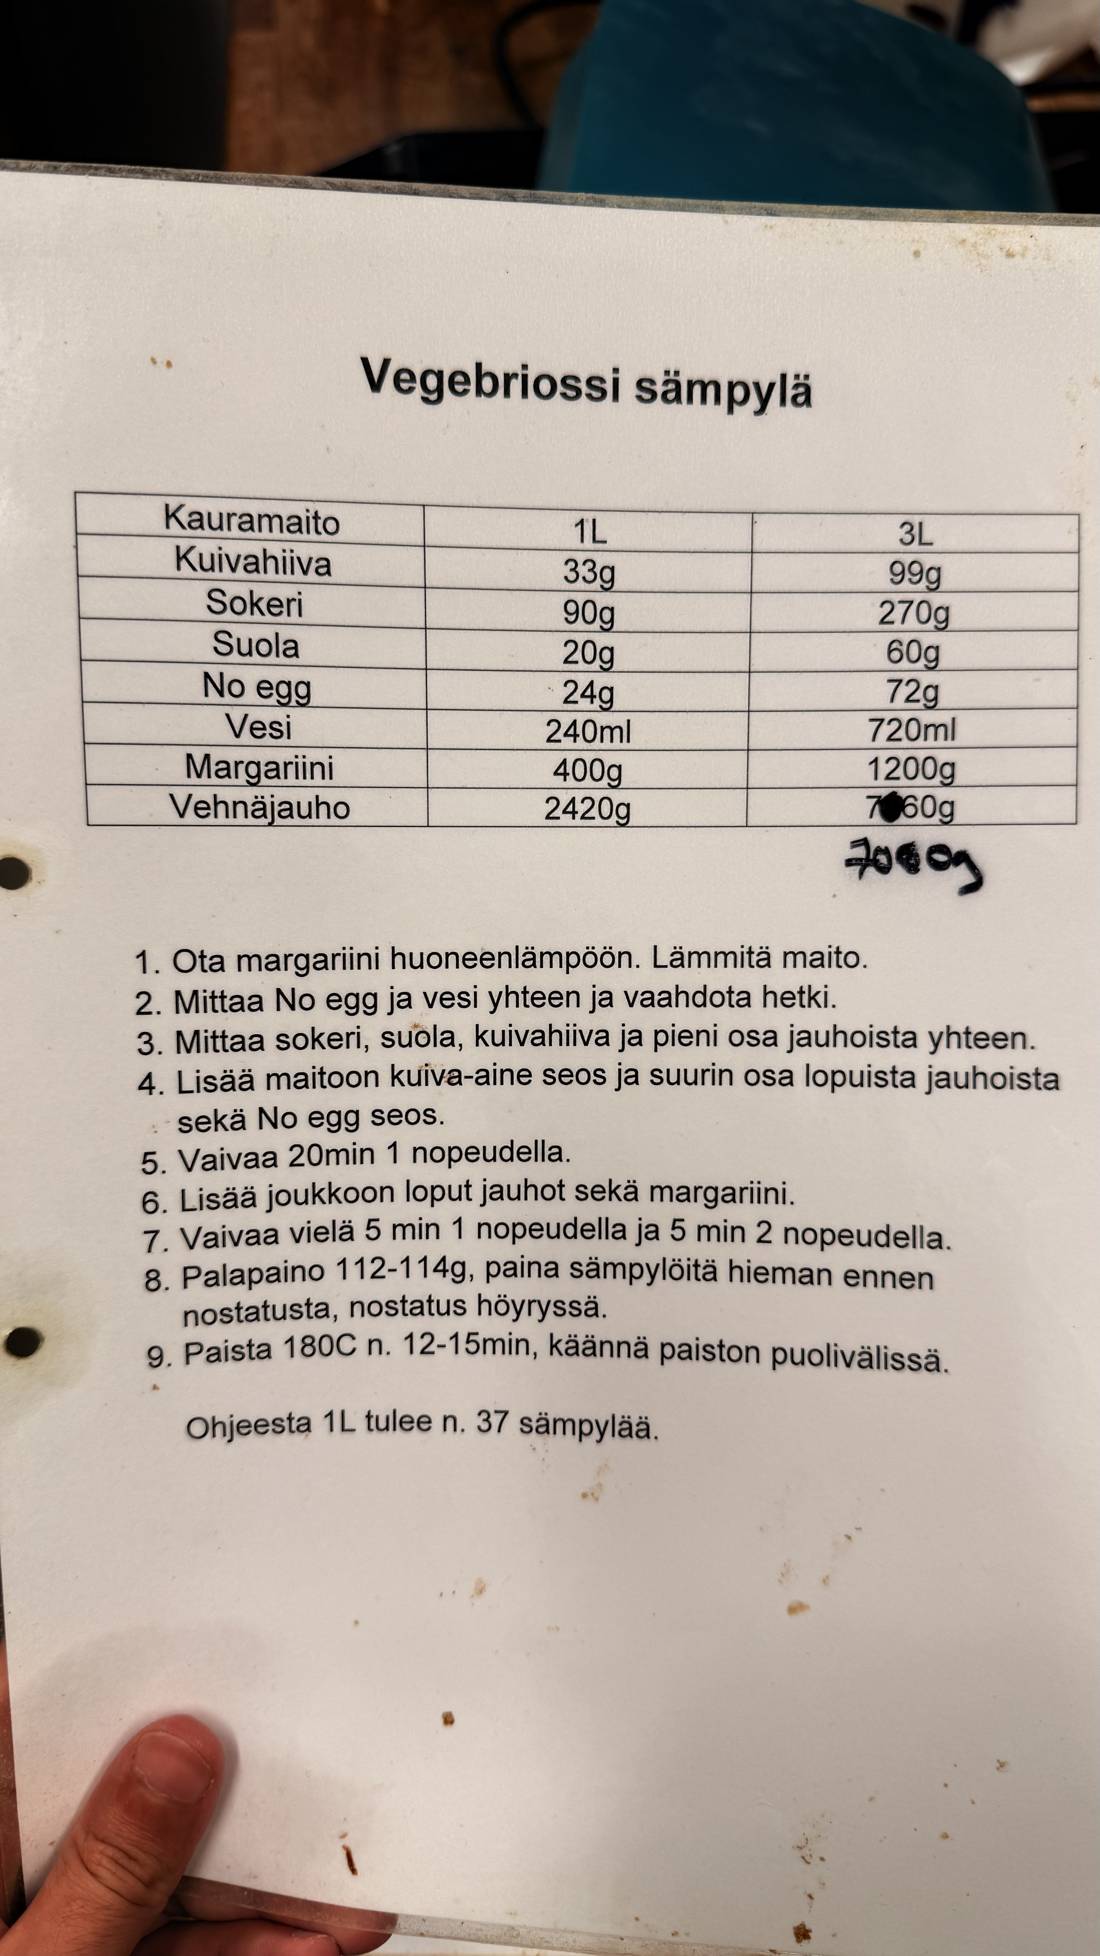 Vegebriossi sämpylä
Kauramaito 1L 3L
Kuivahiiva 33g 99g
Sokeri 90g 270g
Suola 20g 60g
No egg 24g 72g
Vesi 240ml 720ml
Margariini 400g 1200g
Vehnäjauho 2420g
1. Ota margariini huoneenlämpöön. Lämmitä maito.
2. Mittaa No egg ja vesi yhteen ja vaahdota hetki.
3. Mittaa sokeri, suola, kuivahiiva ja pieni osa jauhoista yhteen.
4. Lisää maitoon kuiva-aine seos ja suurin osa lopuista jauhoista
sekä No egg seos.
5. Vaivaa 20min 1 nopeudella.
6. Lisää joukkoon loput jauhot sekä margariini.
7. Vaivaa vielä 5 min 1 nopeudella ja 5 min 2 nopeudella.
8. Palapaino 112-114g, paina sämpylöitä hieman ennen
nostatusta, nostatus höyryssä.
9. Paista 180C n. 12-15min, käännä paiston puolivälissä.
Ohjeesta 1L tulee n. 37 sämpylää.